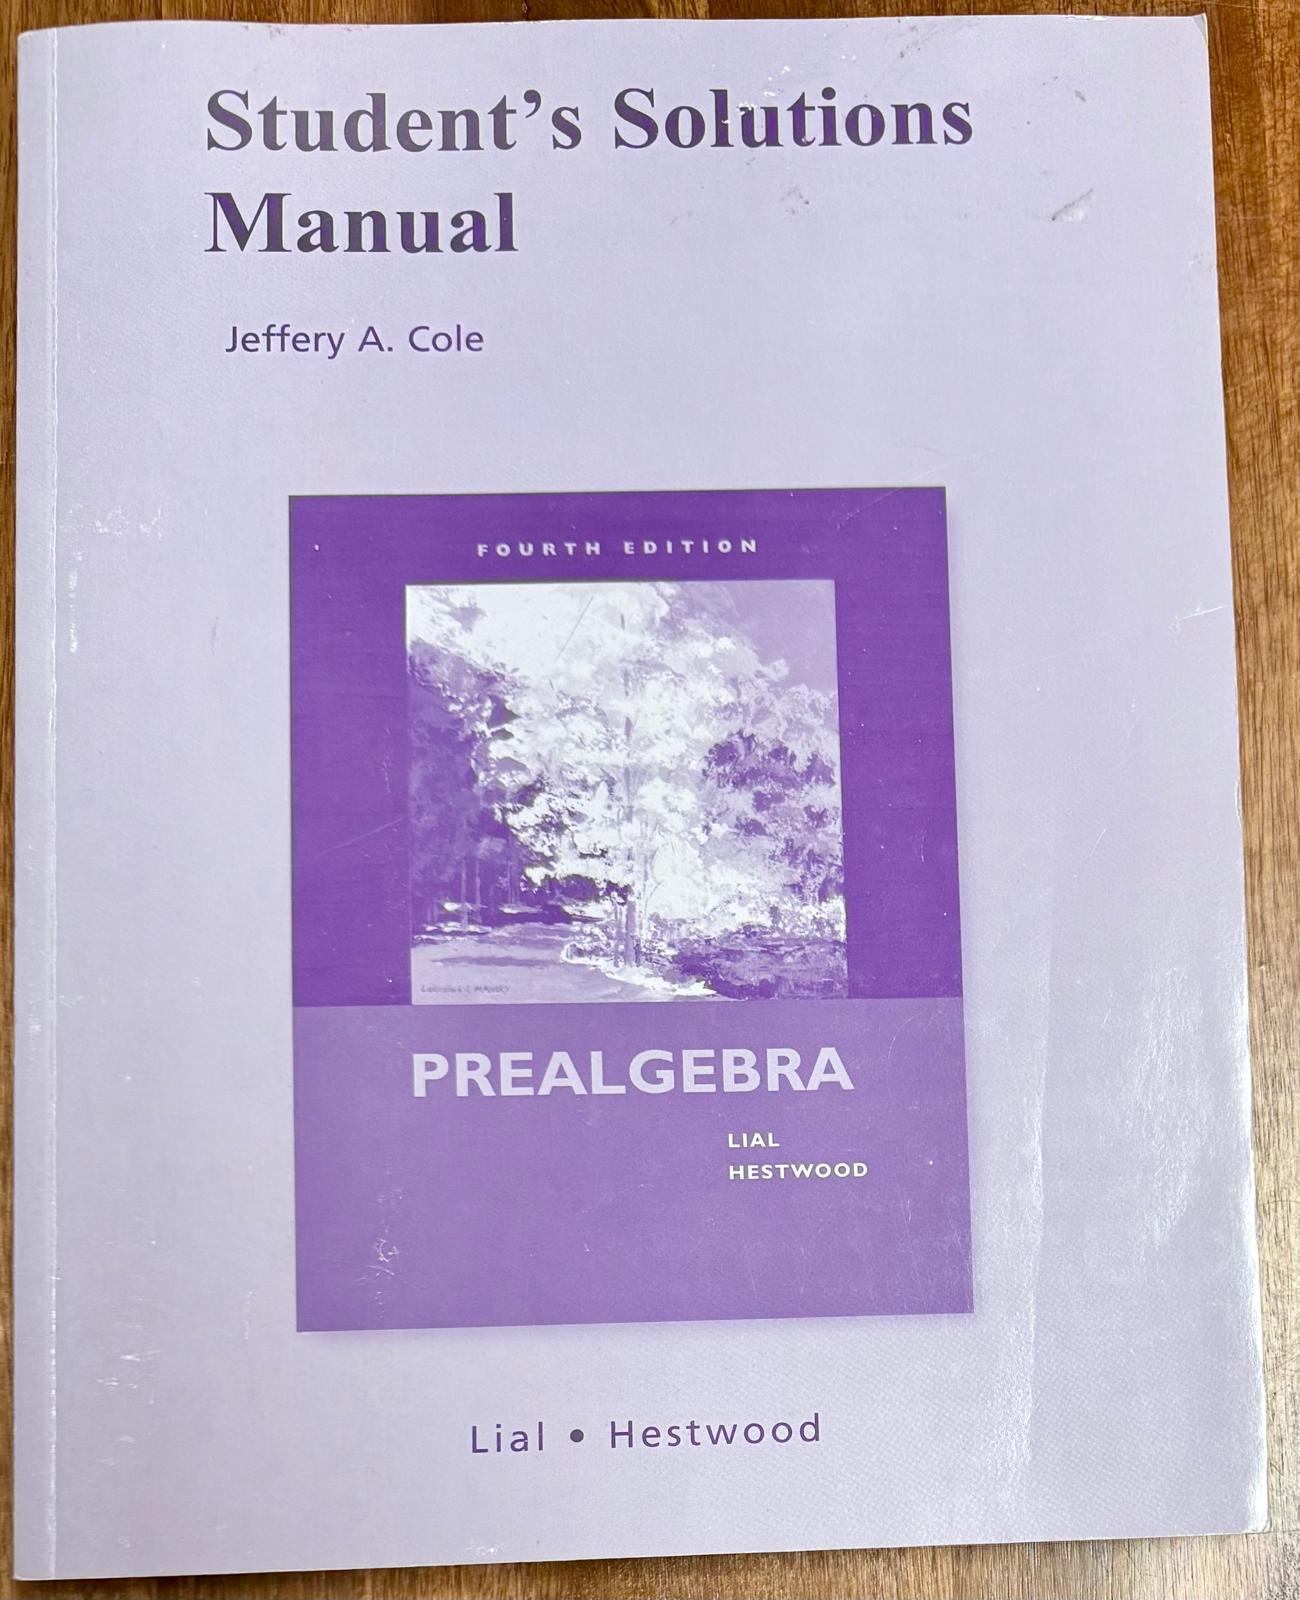 Student’s Solutions
Manual
Jeffery A. Cole
FOURTH EDITION
PREALGEBRA
LIAL
HESTWOOD
Lial • Hestwood